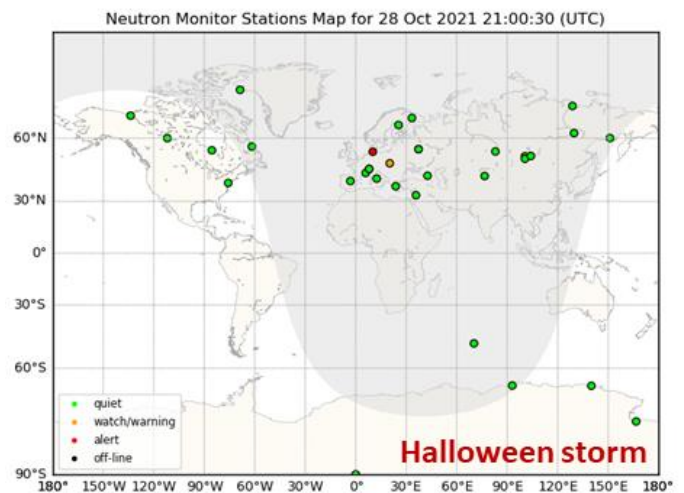 Neutron Monitor Stations Map for 28 Oct 2021 21:00:30 (UTC)
60°N
30°N
0°
30°S
60°S
90°S
quiet
watch/warning
alert
off-line
Halloween storm
180° 150°W 120°W 90°W 60°W 30°W 0° 30°E 60°E 90°E 120°E 150°E 180°